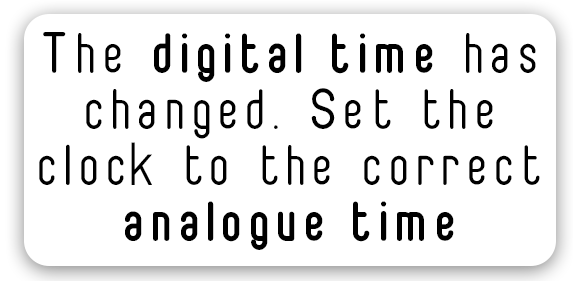 The digital time has
changed. Set the
clock to the correct
analogue time